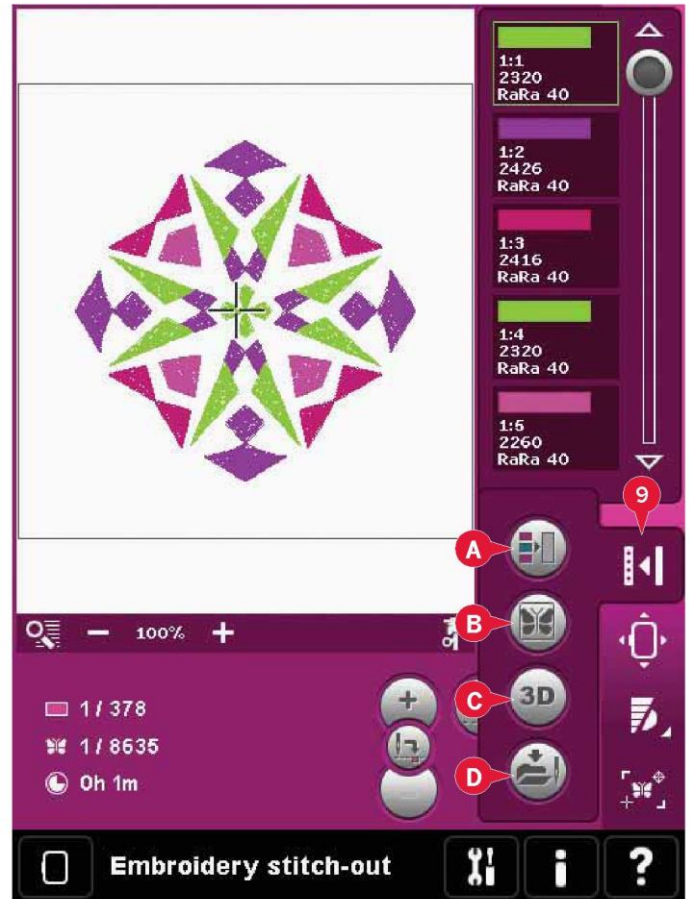 1:1
2320
RaRa 40
1:2
2426
RaRa 40
1:3
2416
RaRa 40
1:4
2320
RaRa 40
1:5
2260
RaRa 40
9
A
B
C
3D
D
100%
1 / 378
1 / 8635
0h 1m
Embroidery stitch-out
i
?